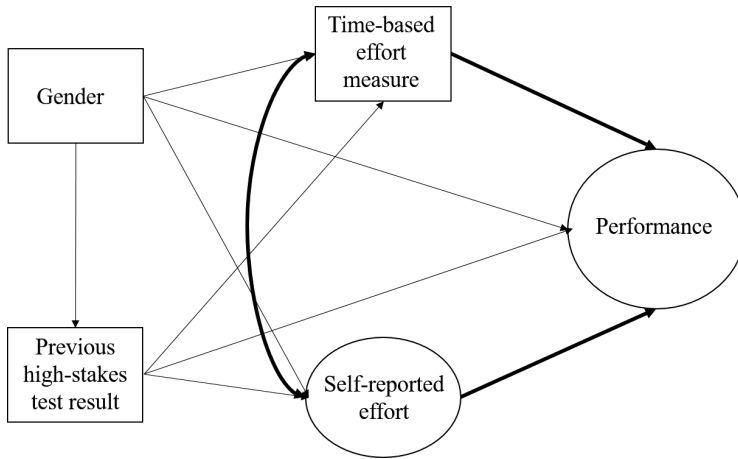 Time-based
effort
measure
Gender
Performance
Previous
high-stakes
test result
Self-reported
effort